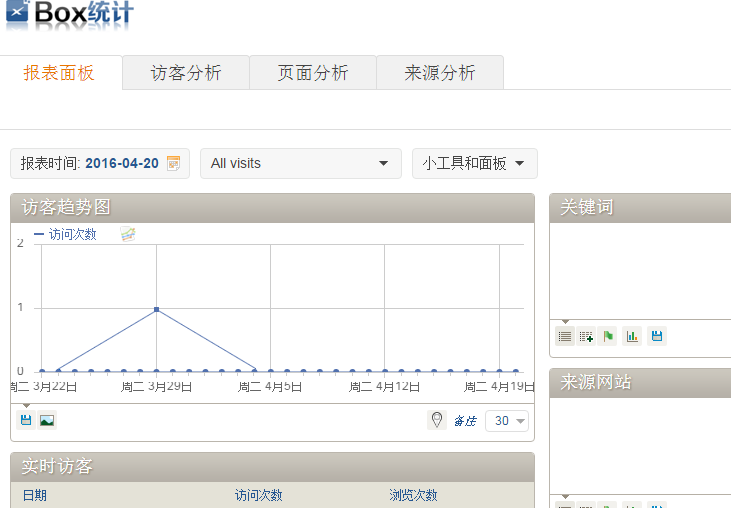 Box统计
报表面板 访客分析 页面分析 来源分析
报表时间: 2016-04-20 All visits 小工具和面板
访客趋势图
访问次数
2
1
0
周二 3月22日 周二 3月29日 周二 4月5日 周二 4月12日 周二 4月19日
备注 30
实时访客
日期 访问次数 浏览次数
关键词
来源网站